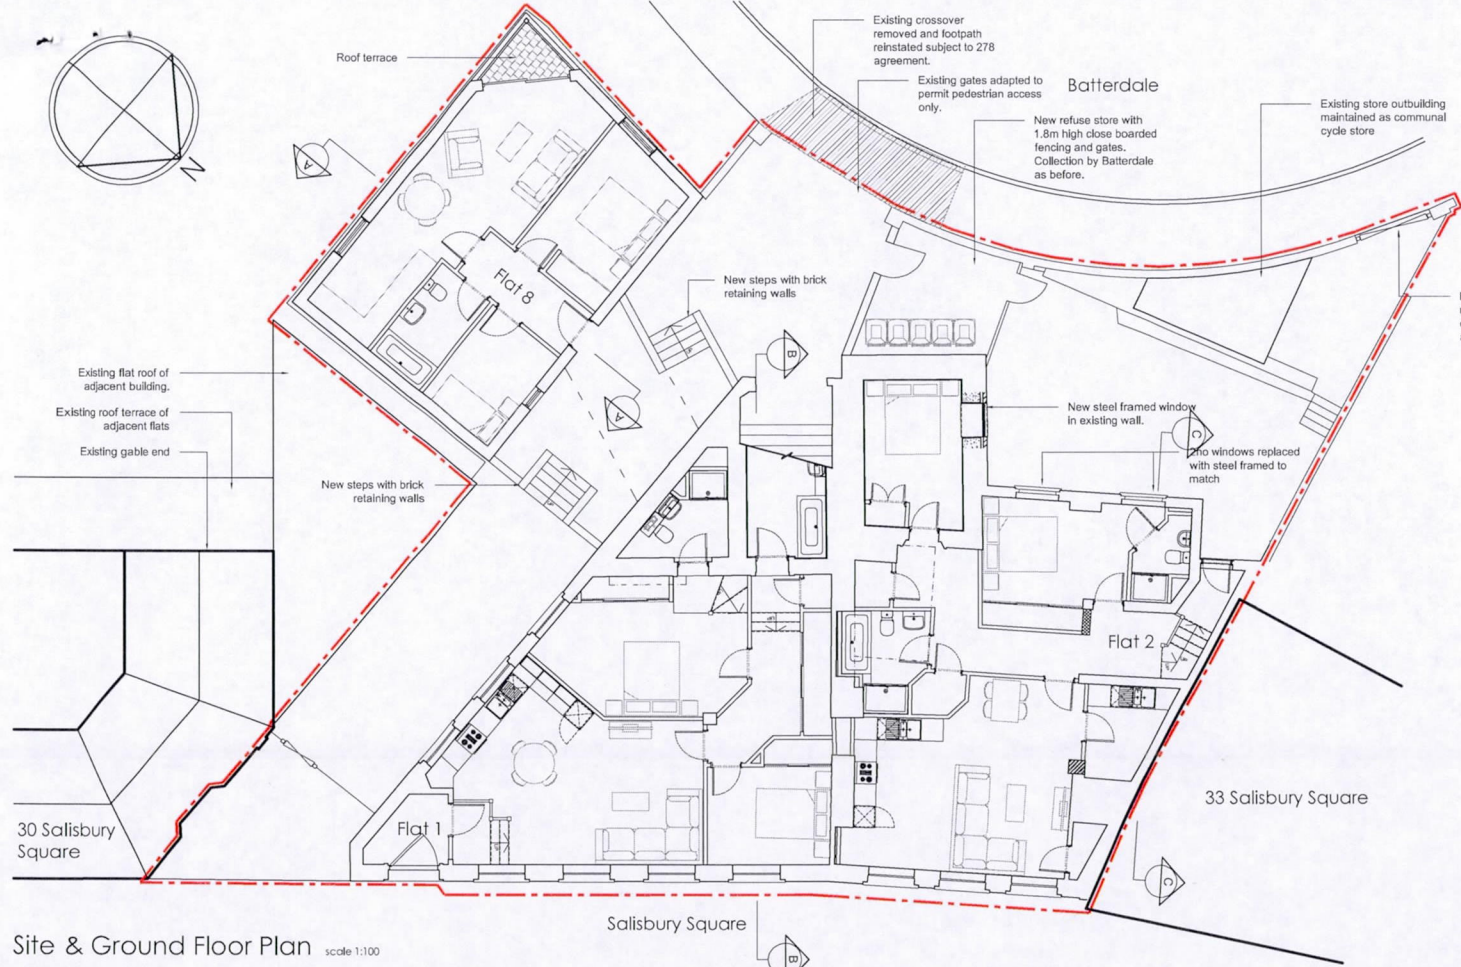 Roof terrace
Existing crossover
removed and footpath
reinstated subject to 278
agreement.
Existing gates adapted to
permit pedestrian access
only.
Batterdale
New refuse store with
1.8m high close boarded
fencing and gates.
Collection by Batterdale
as before.
Existing store outbuilding
maintained as communal
cycle store
N
A
Flat 8
New steps with brick
retaining walls
B
Existing flat roof of
adjacent building.
Existing roof terrace of
adjacent flats
Existing gable end
A
New steel framed window
in existing wall.
C
2no windows replaced
with steel framed to
match
New steps with brick
retaining walls
Flat 2
33 Salisbury Square
30 Salisbury
Square
Flat 1
C
Salisbury Square
B
Site & Ground Floor Plan scale 1:100